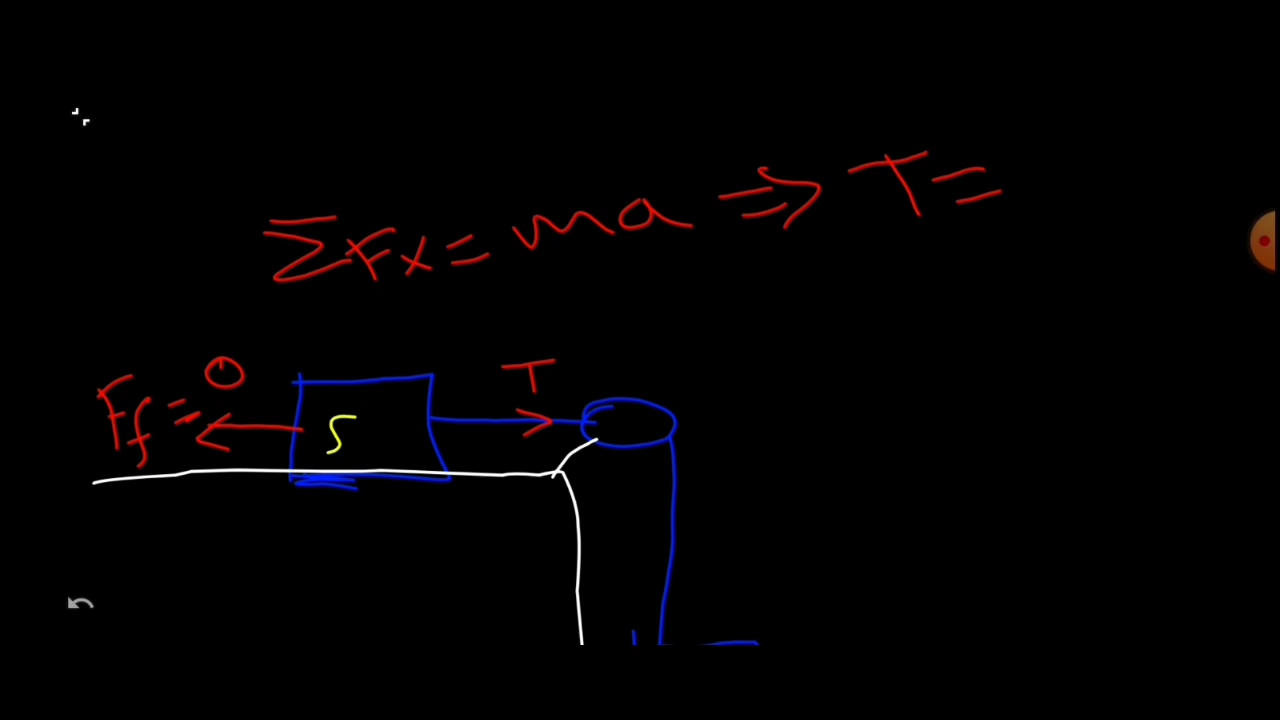 ΣFx = ma ⇒ T =
T
Ff = 0
5